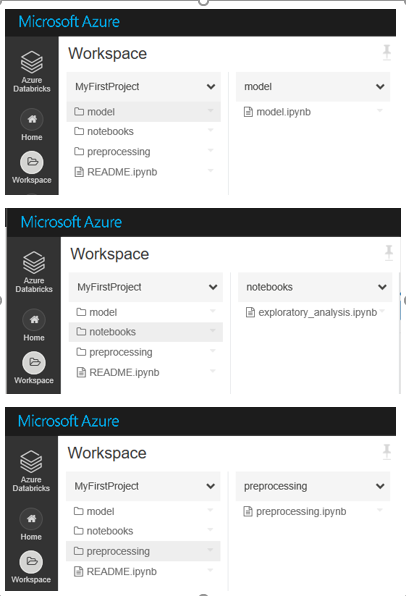 Microsoft Azure
Workspace
Azure
Databricks
MyFirstProject
model
model
model.ipynb
notebooks
Home
preprocessing
README.ipynb
Workspace
Microsoft Azure
Workspace
Azure
Databricks
MyFirstProject
notebooks
model
exploratory_analysis.ipynb
notebooks
Home
preprocessing
README.ipynb
Workspace
Microsoft Azure
Workspace
Azure
Databricks
MyFirstProject
preprocessing
model
preprocessing.ipynb
notebooks
Home
preprocessing
README.ipynb
Workspace